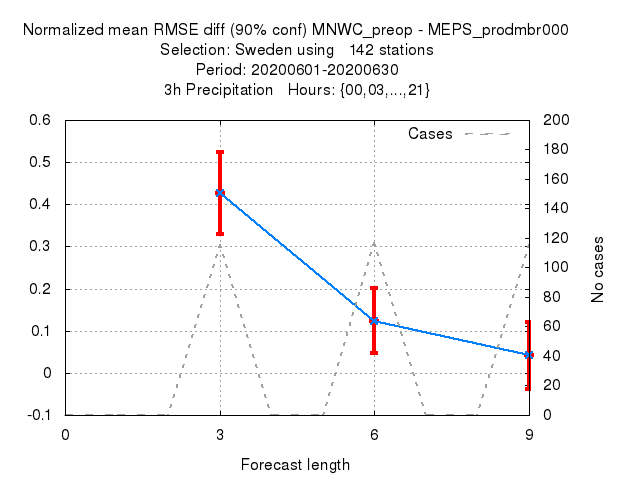 Normalized mean RMSE diff (90% conf) MNWC_preop - MEPS_prodmbr000
Selection: Sweden using 142 stations
Period: 20200601-20200630
3h Precipitation Hours: {00,03,...,21}
Cases
0.6
0.5
0.4
0.3
0.2
0.1
0
-0.1
200
180
160
140
120
100
80
60
40
20
0
No cases
0 3 6 9
Forecast length